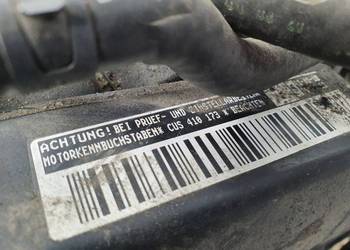 ACHTUNG! BEI PRUEF- UND EINSTELLARBEITEN
MOTORKENNBUCHSTABEN* CUS 410 173 * BEACHTEN